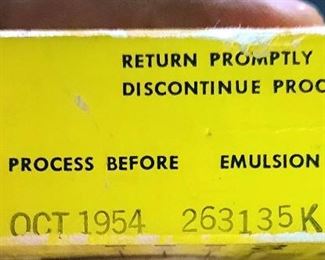 RETURN PROMPTLY
DISCONTINUE PROC
PROCESS BEFORE EMULSION
OCT 1954 263135K